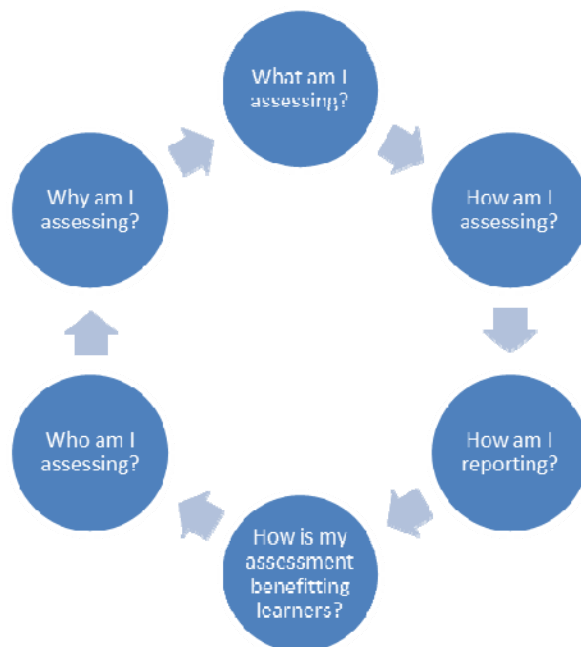 What am I
assessing?
How am I
assessing?
How am I
reporting?
How is my
assessment
benefitting
learners?
Who am I
assessing?
Why am I
assessing?